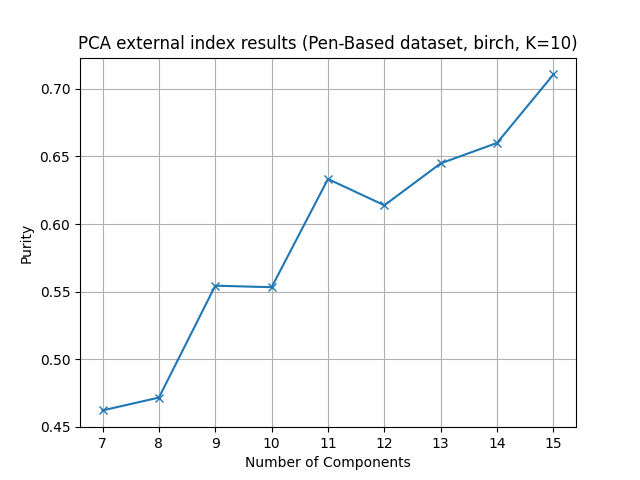 PCA external index results (Pen-Based dataset, birch, K=10)
0.70
0.65
0.60
0.55
0.50
0.45
Purity
7 8 9 10 11 12 13 14 15
Number of Components